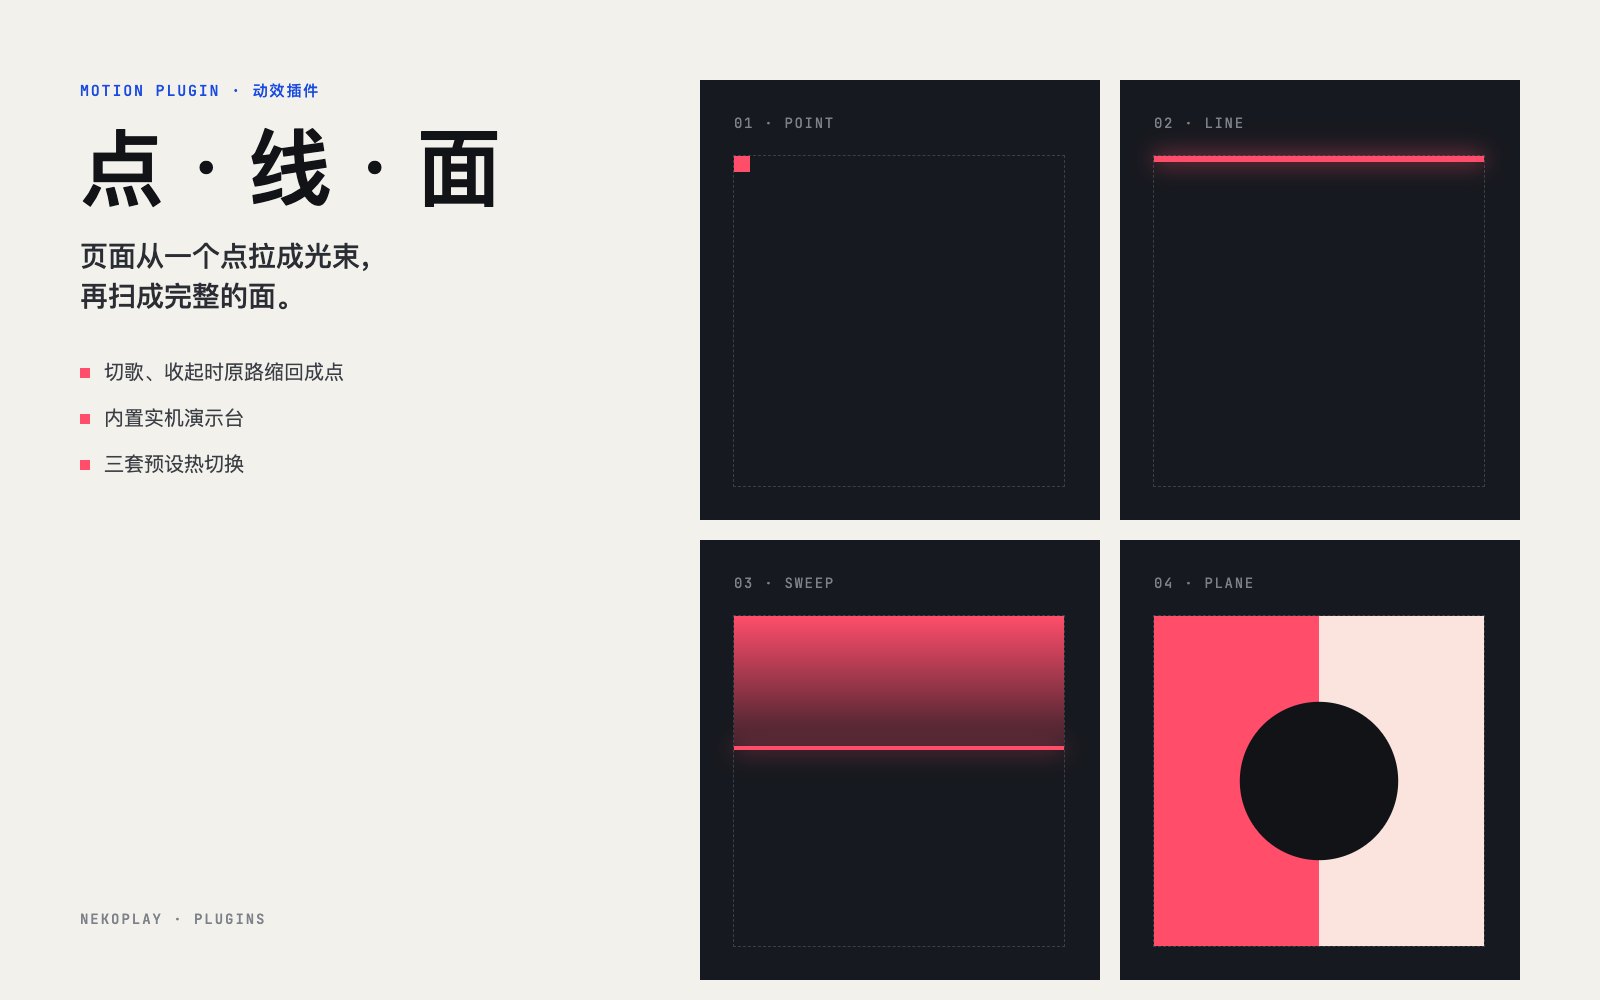 MOTION PLUGIN · 动效插件
点 · 线 · 面
页面从一个点拉成光束，
再扫成完整的面。
切歌、收起时原路缩回成点
内置实机演示台
三套预设热切换
NEKOPLAY · PLUGINS
01 · POINT
02 · LINE
03 · SWEEP
04 · PLANE